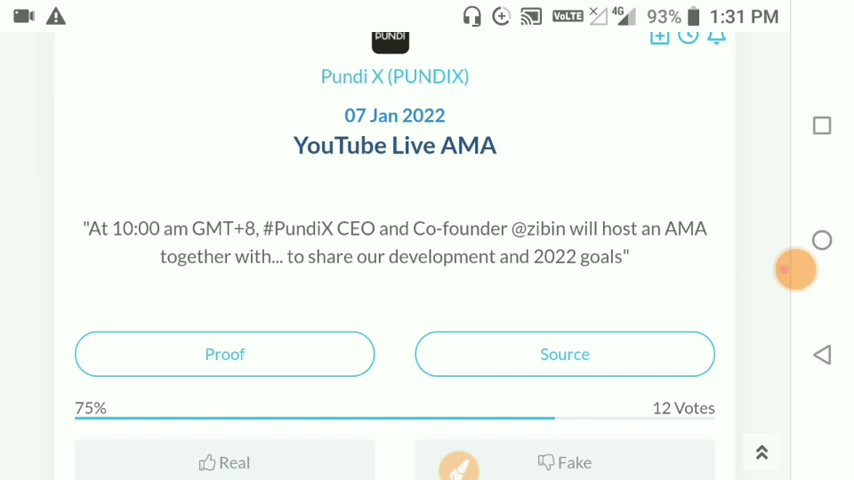 VoLTE 4G 93% 1:31 PM
PUNDI
Pundi X (PUNDIX)
07 Jan 2022
YouTube Live AMA
"At 10:00 am GMT+8, #PundiX CEO and Co-founder @zibin will host an AMA
together with... to share our development and 2022 goals"
Proof Source
75% 12 Votes
Real Fake